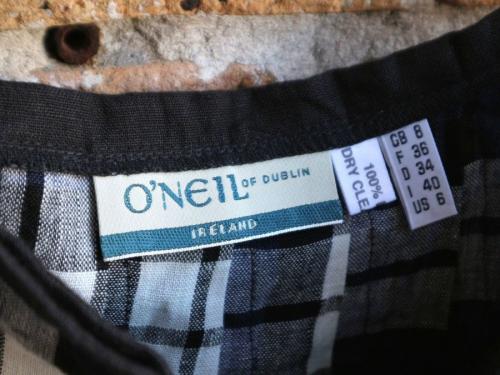 O'NEIL OF DUBLIN
IRELAND
100%
DRY CLE
GB 8
F 36
D 34
I 40
US 6